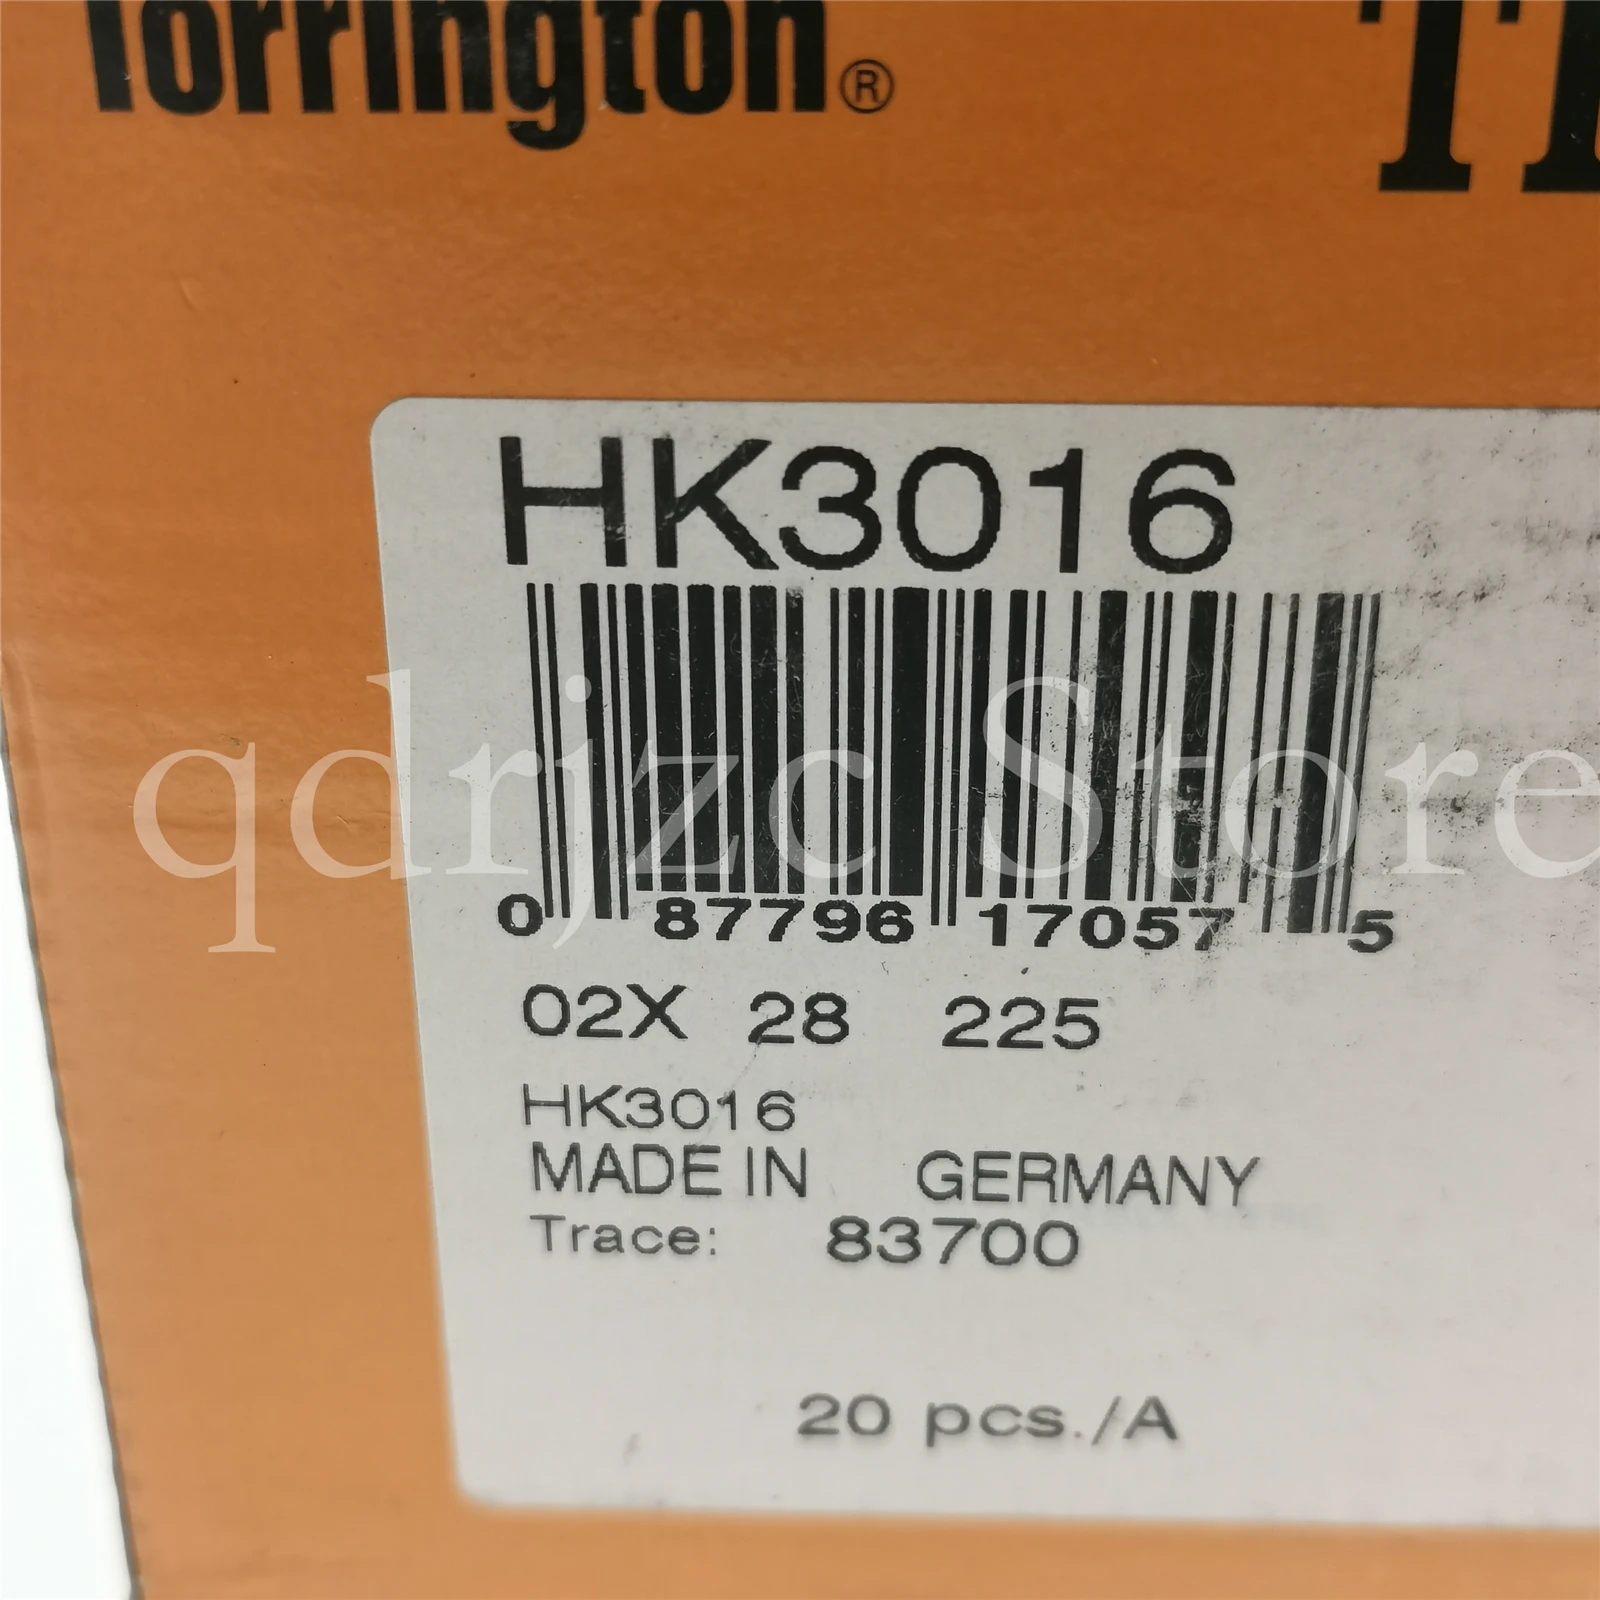 Torrington®
HK3016
0 87796 17057 5
qdrjzc Store
02X 28 225
HK3016
MADE IN GERMANY
Trace: 83700
20 pcs./A